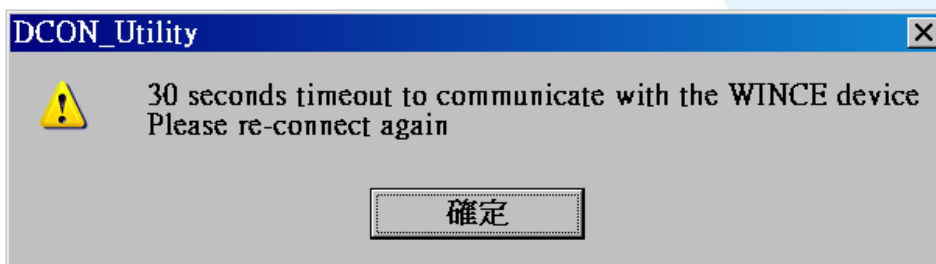 DCON_Utility
30 seconds timeout to communicate with the WINCE device
Please re-connect again
確定